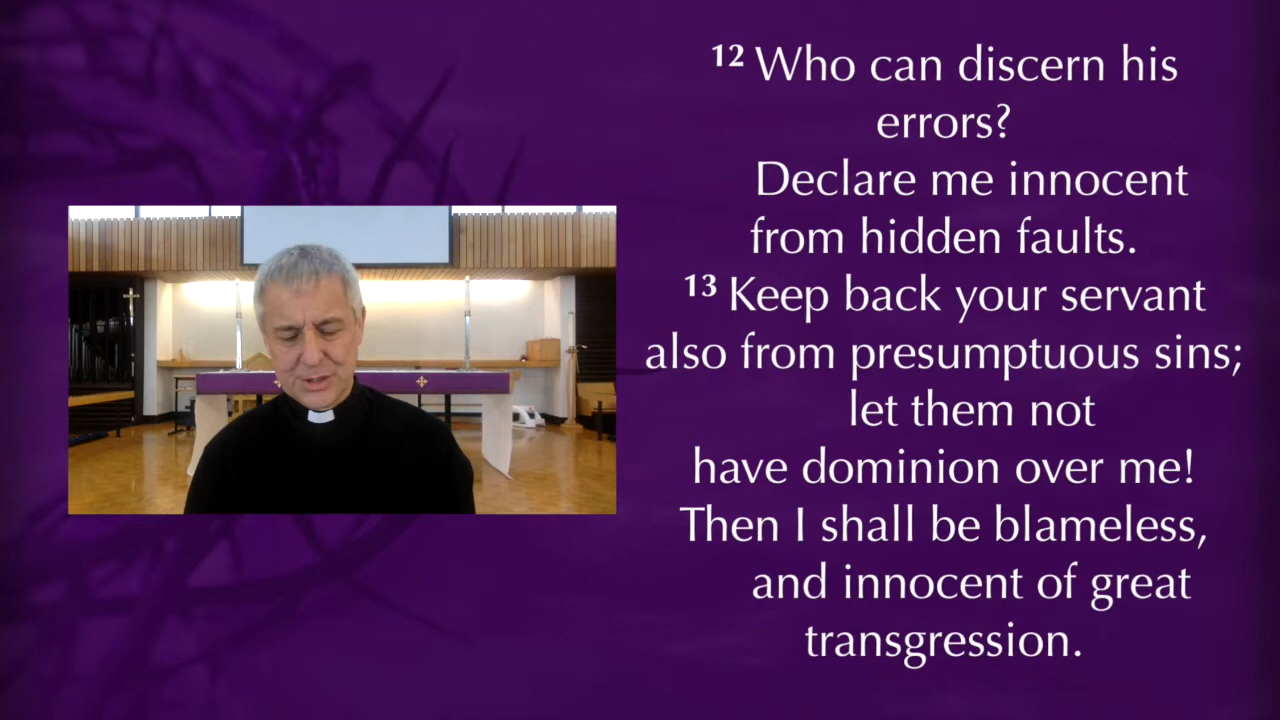 12 Who can discern his
errors?
Declare me innocent
from hidden faults.
13 Keep back your servant
also from presumptuous sins;
let them not
have dominion over me!
Then I shall be blameless,
and innocent of great
transgression.